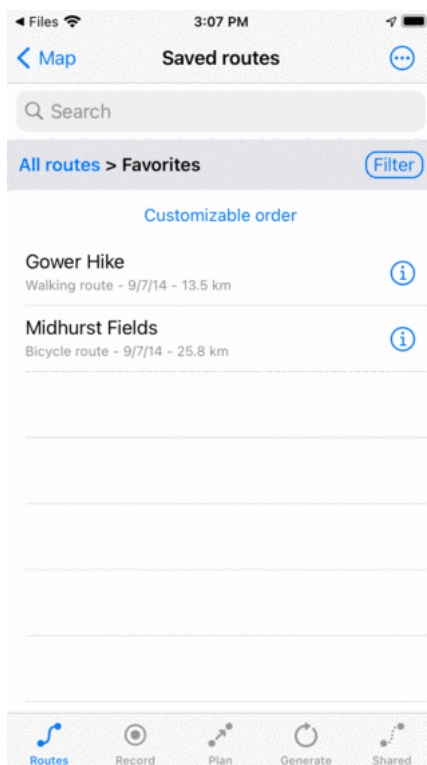 ◀ Files 3:07 PM
Map Saved routes
Search
All routes > Favorites Filter
Customizable order
Gower Hike
Walking route - 9/7/14 - 13.5 km
Midhurst Fields
Bicycle route - 9/7/14 - 25.8 km
Routes Record Plan Generate Shared